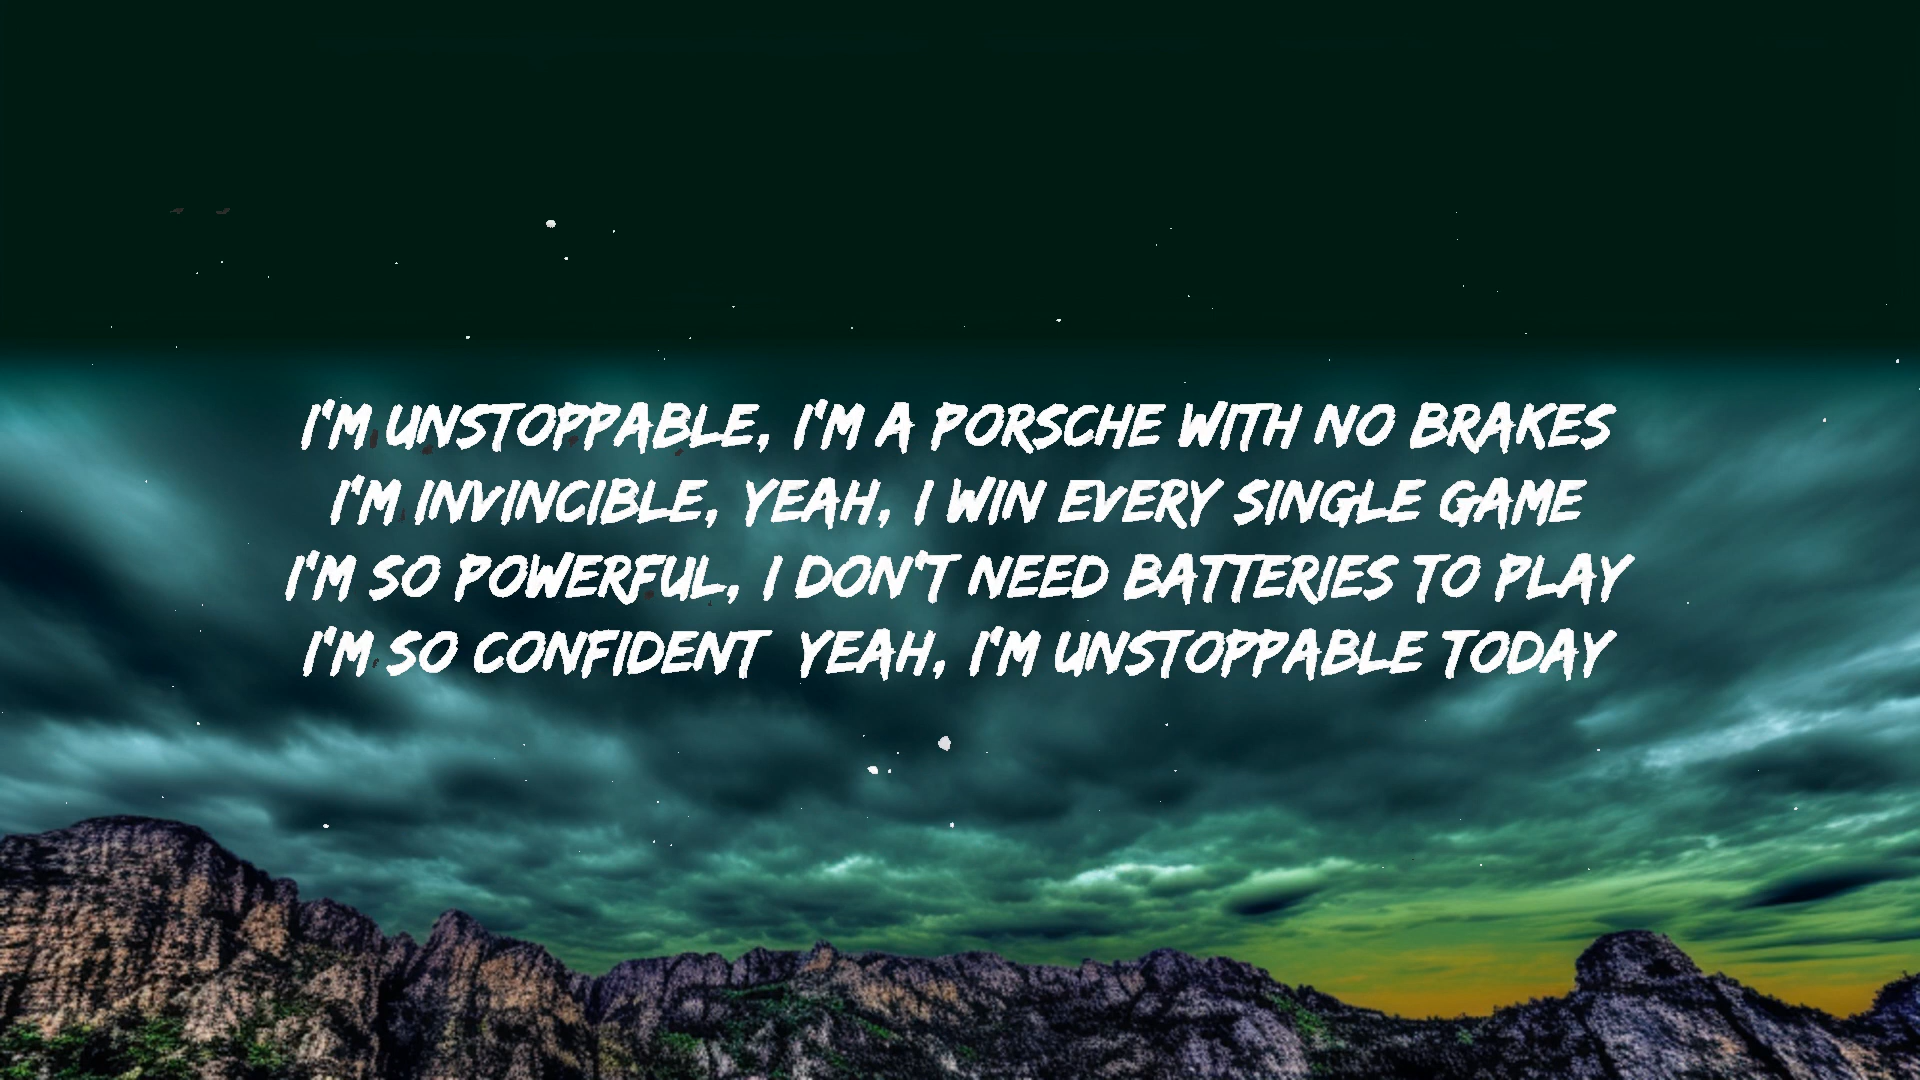 I'M UNSTOPPABLE, I'M A PORSCHE WITH NO BRAKES
I'M INVINCIBLE, YEAH, I WIN EVERY SINGLE GAME
I'M SO POWERFUL, I DON'T NEED BATTERIES TO PLAY
I'M SO CONFIDENT YEAH, I'M UNSTOPPABLE TODAY